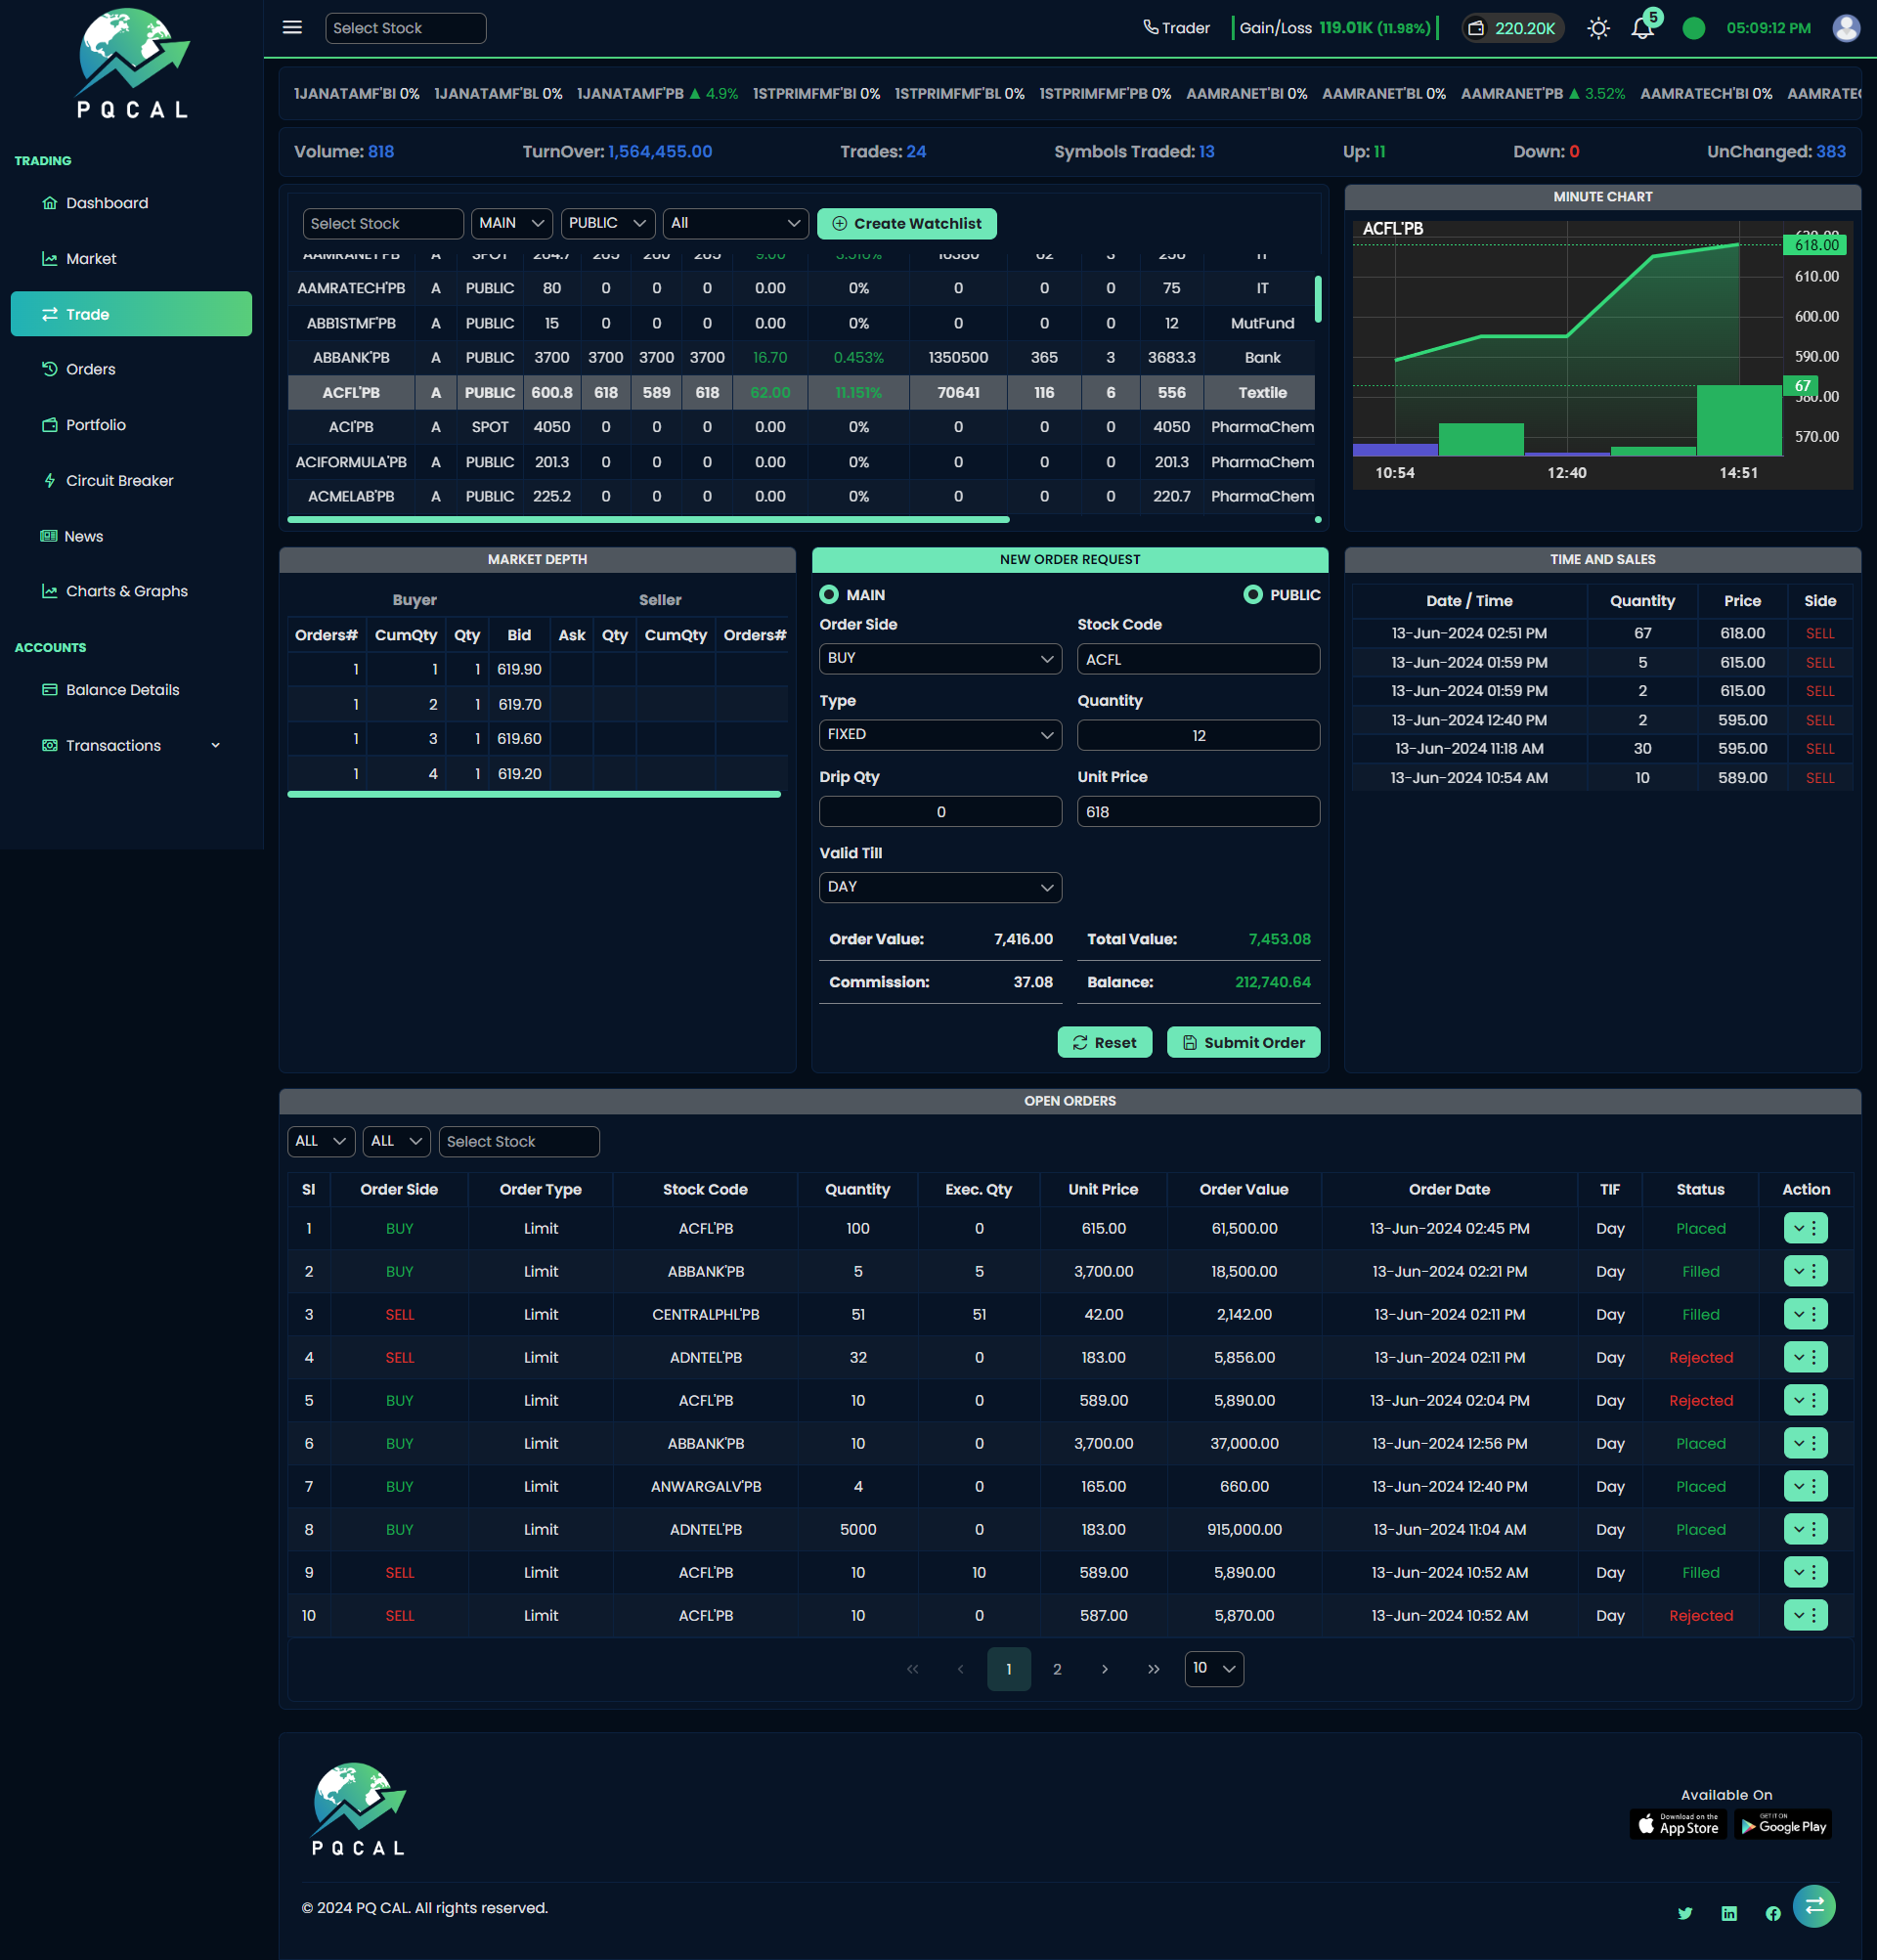 PQCAL
TRADING
Dashboard
Market
Trade
Orders
Portfolio
Circuit Breaker
News
Charts & Graphs
ACCOUNTS
Balance Details
Transactions
Select Stock
Trader
Gain/Loss 119.01K (11.98%)
220.20K
5
05:09:12 PM
1JANATAMF'BI 0% 1JANATAMF'BL 0% 1JANATAMF'PB ▲ 4.9% 1STPRIMFMF'BI 0% 1STPRIMFMF'BL 0% 1STPRIMFMF'PB 0% AAMRANET'BI 0% AAMRANET'BL 0% AAMRANET'PB ▲ 3.52% AAMRATECH'BI 0%
Volume: 818 TurnOver: 1,564,455.00 Trades: 24 Symbols Traded: 13 Up: 11 Down: 0 UnChanged: 383
Select Stock MAIN PUBLIC All Create Watchlist
AAMRATECH'PB A PUBLIC 80 0 0 0 0.00 0% 0 0 0 75 IT
ABB1STMF'PB A PUBLIC 15 0 0 0 0.00 0% 0 0 0 12 MutFund
ABBANK'PB A PUBLIC 3700 3700 3700 3700 16.70 0.453% 1350500 365 3 3683.3 Bank
ACFL'PB A PUBLIC 600.8 618 589 618 62.00 11.151% 70641 116 6 556 Textile
ACI'PB A SPOT 4050 0 0 0 0.00 0% 0 0 0 4050 PharmaChem
ACIFORMULA'PB A PUBLIC 201.3 0 0 0 0.00 0% 0 0 0 201.3 PharmaChem
ACMELAB'PB A PUBLIC 225.2 0 0 0 0.00 0% 0 0 0 220.7 PharmaChem
MINUTE CHART
ACFL'PB
618.00
610.00
600.00
590.00
67
580.00
570.00
10:54 12:40 14:51
MARKET DEPTH
Buyer Seller
Orders# CumQty Qty Bid Ask Qty CumQty Orders#
1 1 1 619.90
1 2 1 619.70
1 3 1 619.60
1 4 1 619.20
NEW ORDER REQUEST
MAIN PUBLIC
Order Side Stock Code
BUY ACFL
Type Quantity
FIXED 12
Drip Qty Unit Price
0 618
Valid Till
DAY
Order Value: 7,416.00 Total Value: 7,453.08
Commission: 37.08 Balance: 212,740.64
Reset Submit Order
TIME AND SALES
Date / Time Quantity Price Side
13-Jun-2024 02:51 PM 67 618.00 SELL
13-Jun-2024 01:59 PM 5 615.00 SELL
13-Jun-2024 01:59 PM 2 615.00 SELL
13-Jun-2024 12:40 PM 2 595.00 SELL
13-Jun-2024 11:18 AM 30 595.00 SELL
13-Jun-2024 10:54 AM 10 589.00 SELL
OPEN ORDERS
ALL ALL Select Stock
Sl Order Side Order Type Stock Code Quantity Exec. Qty Unit Price Order Value Order Date TIF Status Action
1 BUY Limit ACFL'PB 100 0 615.00 61,500.00 13-Jun-2024 02:45 PM Day Placed
2 BUY Limit ABBANK'PB 5 5 3,700.00 18,500.00 13-Jun-2024 02:21 PM Day Filled
3 SELL Limit CENTRALPHL'PB 51 51 42.00 2,142.00 13-Jun-2024 02:11 PM Day Filled
4 SELL Limit ADNTEL'PB 32 0 183.00 5,856.00 13-Jun-2024 02:11 PM Day Rejected
5 BUY Limit ACFL'PB 10 0 589.00 5,890.00 13-Jun-2024 02:04 PM Day Rejected
6 BUY Limit ABBANK'PB 10 0 3,700.00 37,000.00 13-Jun-2024 12:56 PM Day Placed
7 BUY Limit ANWARGALV'PB 4 0 165.00 660.00 13-Jun-2024 12:40 PM Day Placed
8 BUY Limit ADNTEL'PB 5000 0 183.00 915,000.00 13-Jun-2024 11:04 AM Day Placed
9 SELL Limit ACFL'PB 10 10 589.00 5,890.00 13-Jun-2024 10:52 AM Day Filled
10 SELL Limit ACFL'PB 10 0 587.00 5,870.00 13-Jun-2024 10:52 AM Day Rejected
1 2 10
PQCAL
Available On
Download on the App Store
GET IT ON Google Play
© 2024 PQ CAL. All rights reserved.